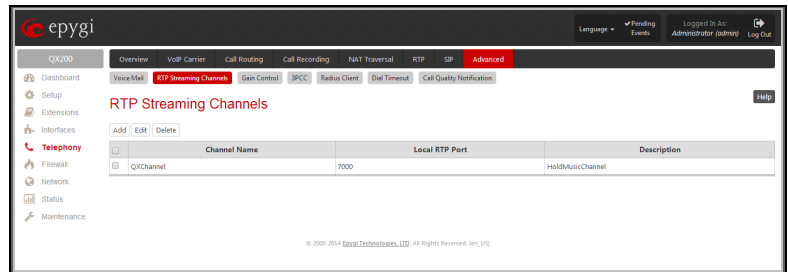 epygi
Language
Pending Events
Logged In As:
Administrator (admin)
Log Out
QX200
Overview VoIP Carrier Call Routing Call Recording NAT Traversal RTP SIP Advanced
Dashboard
Setup
Extensions
Interfaces
Telephony
Firewall
Network
Status
Maintenance
Voice Mail RTP Streaming Channels Gain Control 3PCC Radius Client Dial Timeout Call Quality Notification
RTP Streaming Channels
Help
Add Edit Delete
Channel Name Local RTP Port Description
QXChannel 7000 HoldMusicChannel
© 2000-2014 Epygi Technologies, LTD. All Rights Reserved. (en_US)